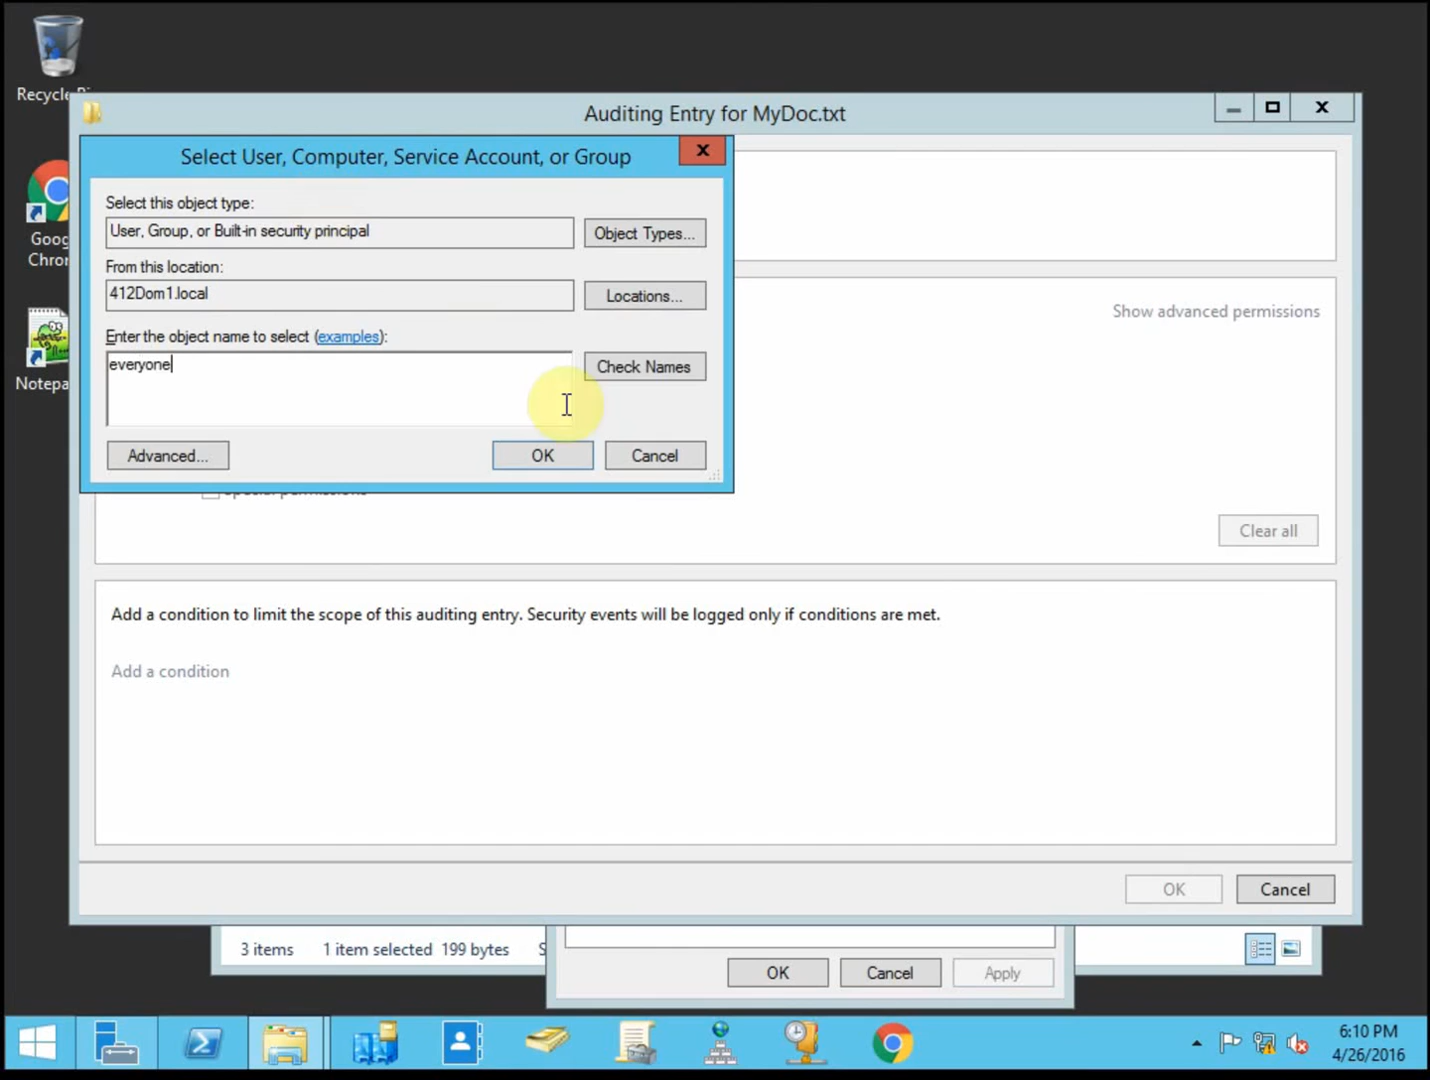 Recycle
Auditing Entry for MyDoc.txt
Select User, Computer, Service Account, or Group
Select this object type:
User, Group, or Built-in security principal
Object Types...
From this location:
412Dom1.local
Locations...
Enter the object name to select (examples):
everyone
Check Names
Advanced...
OK
Cancel
Goog
Chrom
Notepa
Show advanced permissions
Clear all
Add a condition to limit the scope of this auditing entry. Security events will be logged only if conditions are met.
Add a condition
OK
Cancel
3 items
1 item selected 199 bytes
S
OK
Cancel
Apply
6:10 PM
4/26/2016